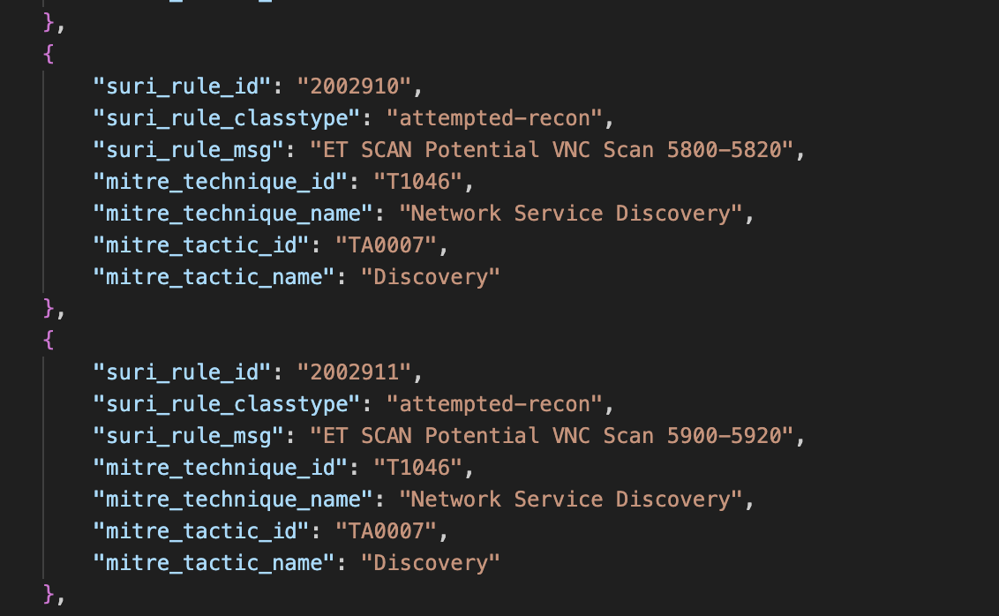 },
{
"suri_rule_id": "2002910",
"suri_rule_classtype": "attempted-recon",
"suri_rule_msg": "ET SCAN Potential VNC Scan 5800-5820",
"mitre_technique_id": "T1046",
"mitre_technique_name": "Network Service Discovery",
"mitre_tactic_id": "TA0007",
"mitre_tactic_name": "Discovery"
},
{
"suri_rule_id": "2002911",
"suri_rule_classtype": "attempted-recon",
"suri_rule_msg": "ET SCAN Potential VNC Scan 5900-5920",
"mitre_technique_id": "T1046",
"mitre_technique_name": "Network Service Discovery",
"mitre_tactic_id": "TA0007",
"mitre_tactic_name": "Discovery"
},